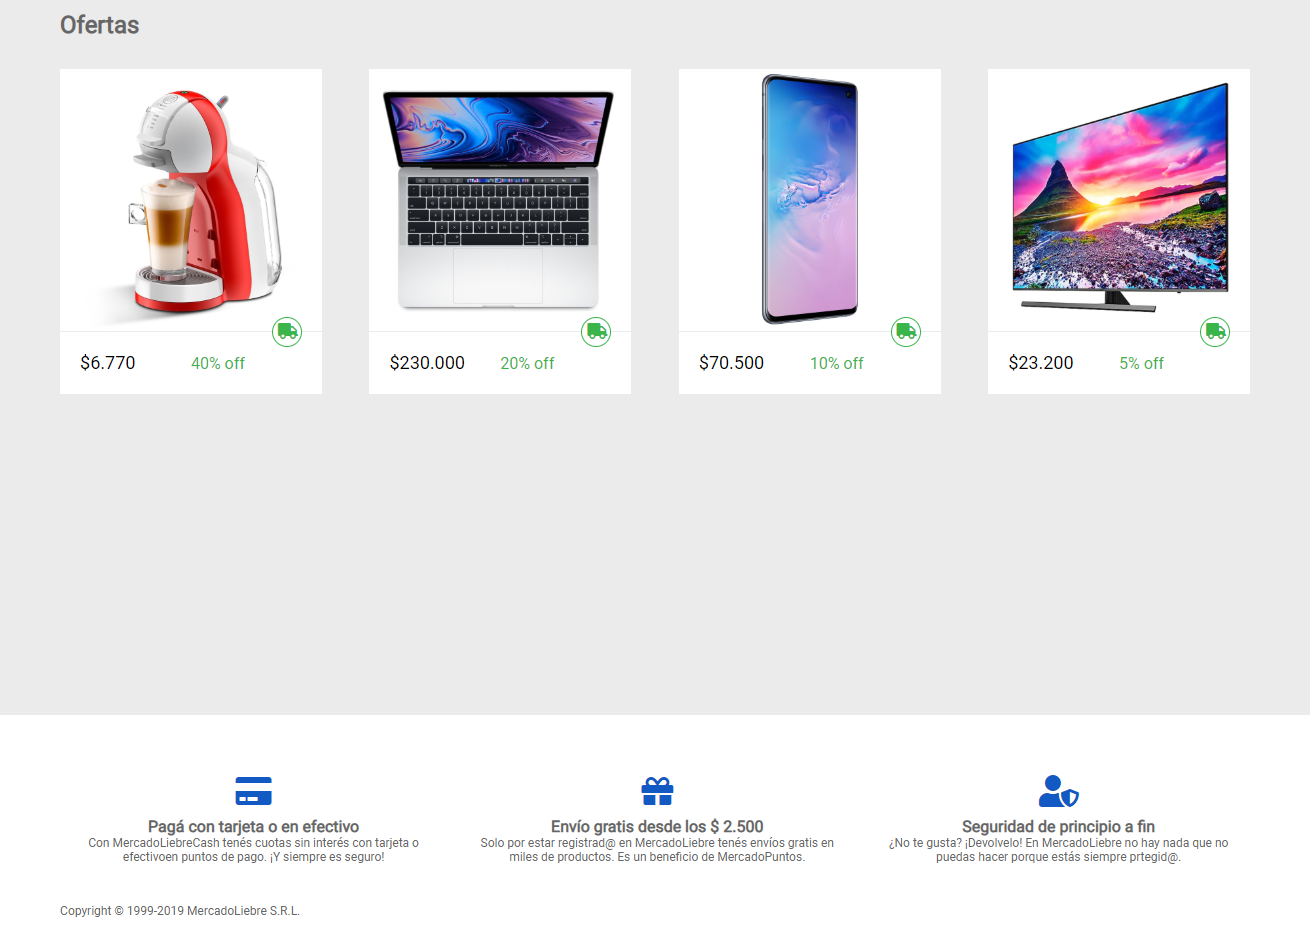 Ofertas
$6.770 40% off
$230.000 20% off
$70.500 10% off
$23.200 5% off
Pagá con tarjeta o en efectivo
Con MercadoLiebreCash tenés cuotas sin interés con tarjeta o
efectivoen puntos de pago. ¡Y siempre es seguro!
Envío gratis desde los $ 2.500
Solo por estar registrad@ en MercadoLiebre tenés envíos gratis en
miles de productos. Es un beneficio de MercadoPuntos.
Seguridad de principio a fin
¿No te gusta? ¡Devolvelo! En MercadoLiebre no hay nada que no
puedas hacer porque estás siempre prtegid@.
Copyright © 1999-2019 MercadoLiebre S.R.L.